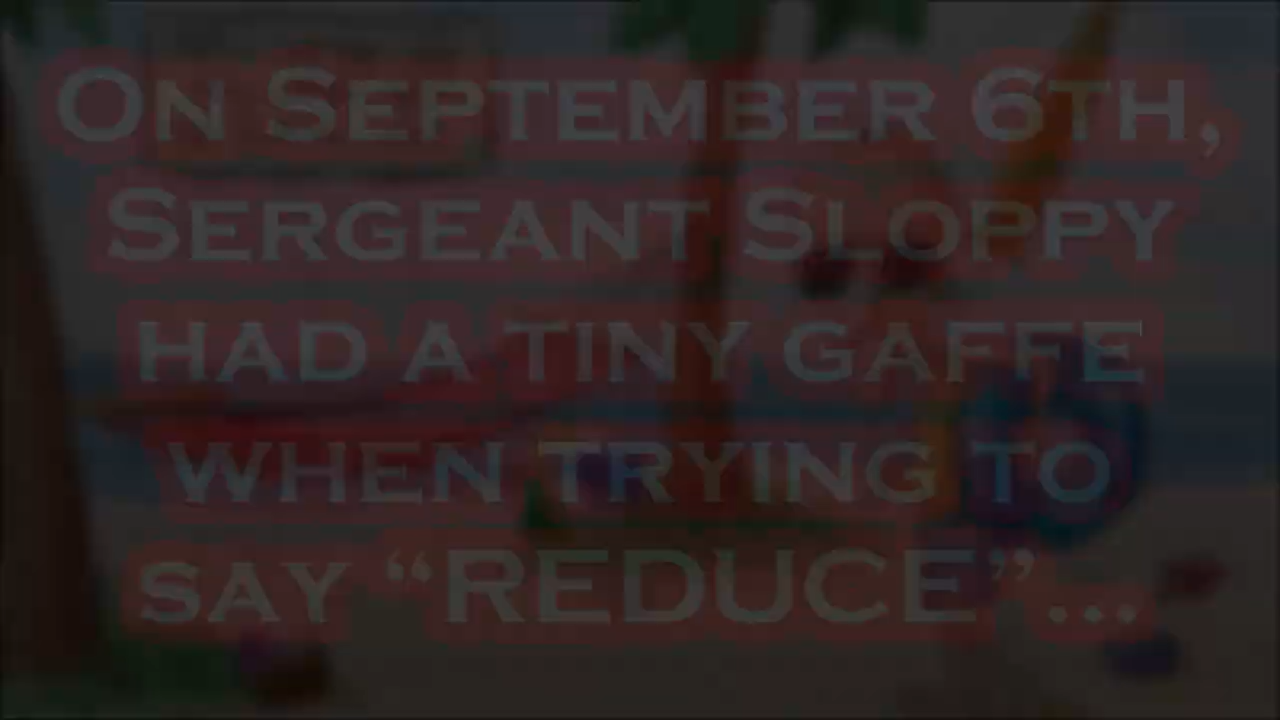 On September 6th,
Sergeant Sloppy
had a tiny gaffe
when trying to
say “REDUCE”...